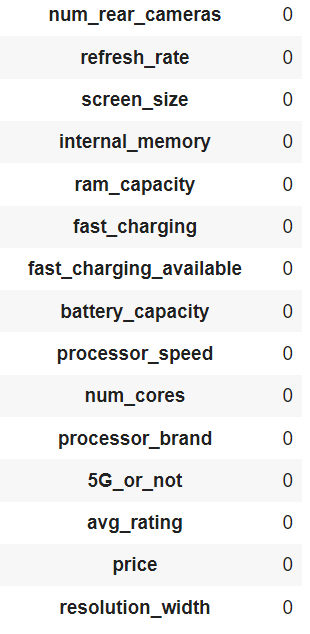 num_rear_cameras 0
refresh_rate 0
screen_size 0
internal_memory 0
ram_capacity 0
fast_charging 0
fast_charging_available 0
battery_capacity 0
processor_speed 0
num_cores 0
processor_brand 0
5G_or_not 0
avg_rating 0
price 0
resolution_width 0